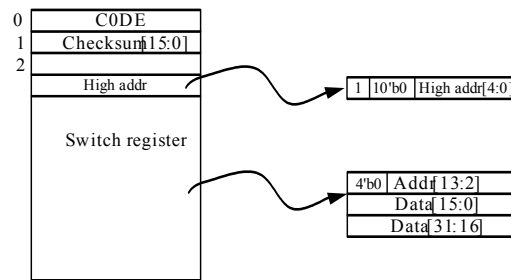 0 C0DE
1 Checksum[15:0]
2
High addr
1 10'b0 High addr[4:0]
Switch register
4'b0 Addr[13:2]
Data[15:0]
Data[31:16]